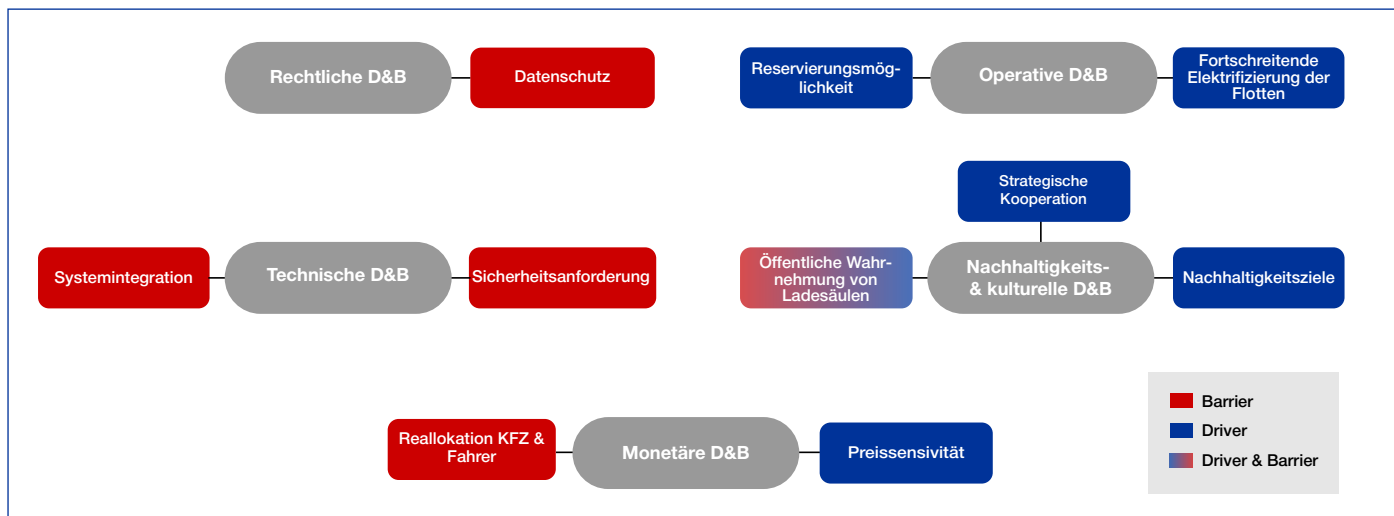 Rechtliche D&B
Datenschutz
Reservierungsmög-
lichkeit
Operative D&B
Fortschreitende
Elektrifizierung der
Flotten
Strategische
Kooperation
Systemintegration
Technische D&B
Sicherheitsanforderung
Öffentliche Wahr-
nehmung von
Ladesäulen
Nachhaltigkeits-
& kulturelle D&B
Nachhaltigkeitsziele
Reallokation KFZ &
Fahrer
Monetäre D&B
Preissensivität
Barrier
Driver
Driver & Barrier